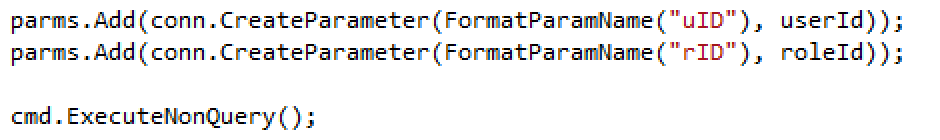 parms.Add(conn.CreateParameter(FormatParamName("uID"), userId));
parms.Add(conn.CreateParameter(FormatParamName("rID"), roleId));
cmd.ExecuteNonQuery();